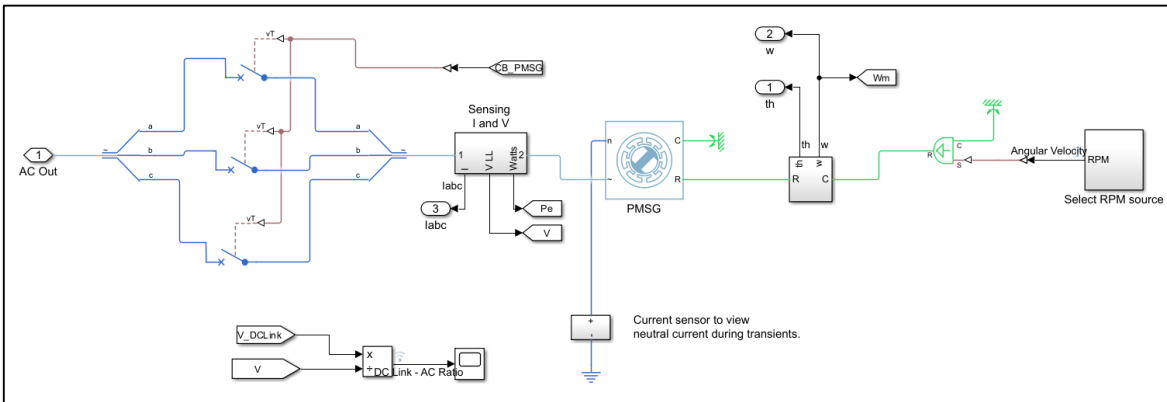 vT
CB_PMSG
2
w
Wm
1
th
a
a
Sensing
I and V
vT
n
C
th
w
C
Angular Velocity
R
S
RPM
1
AC Out
~
b
b
~
1
I
V LL
Watts
2
~
R
th
w
R
C
Select RPM source
c
c
Iabc
3
Iabc
Pe
V
PMSG
vT
+
-
Current sensor to view
neutral current during transients.
V_DCLink
V
x
÷
DC Link - AC Ratio